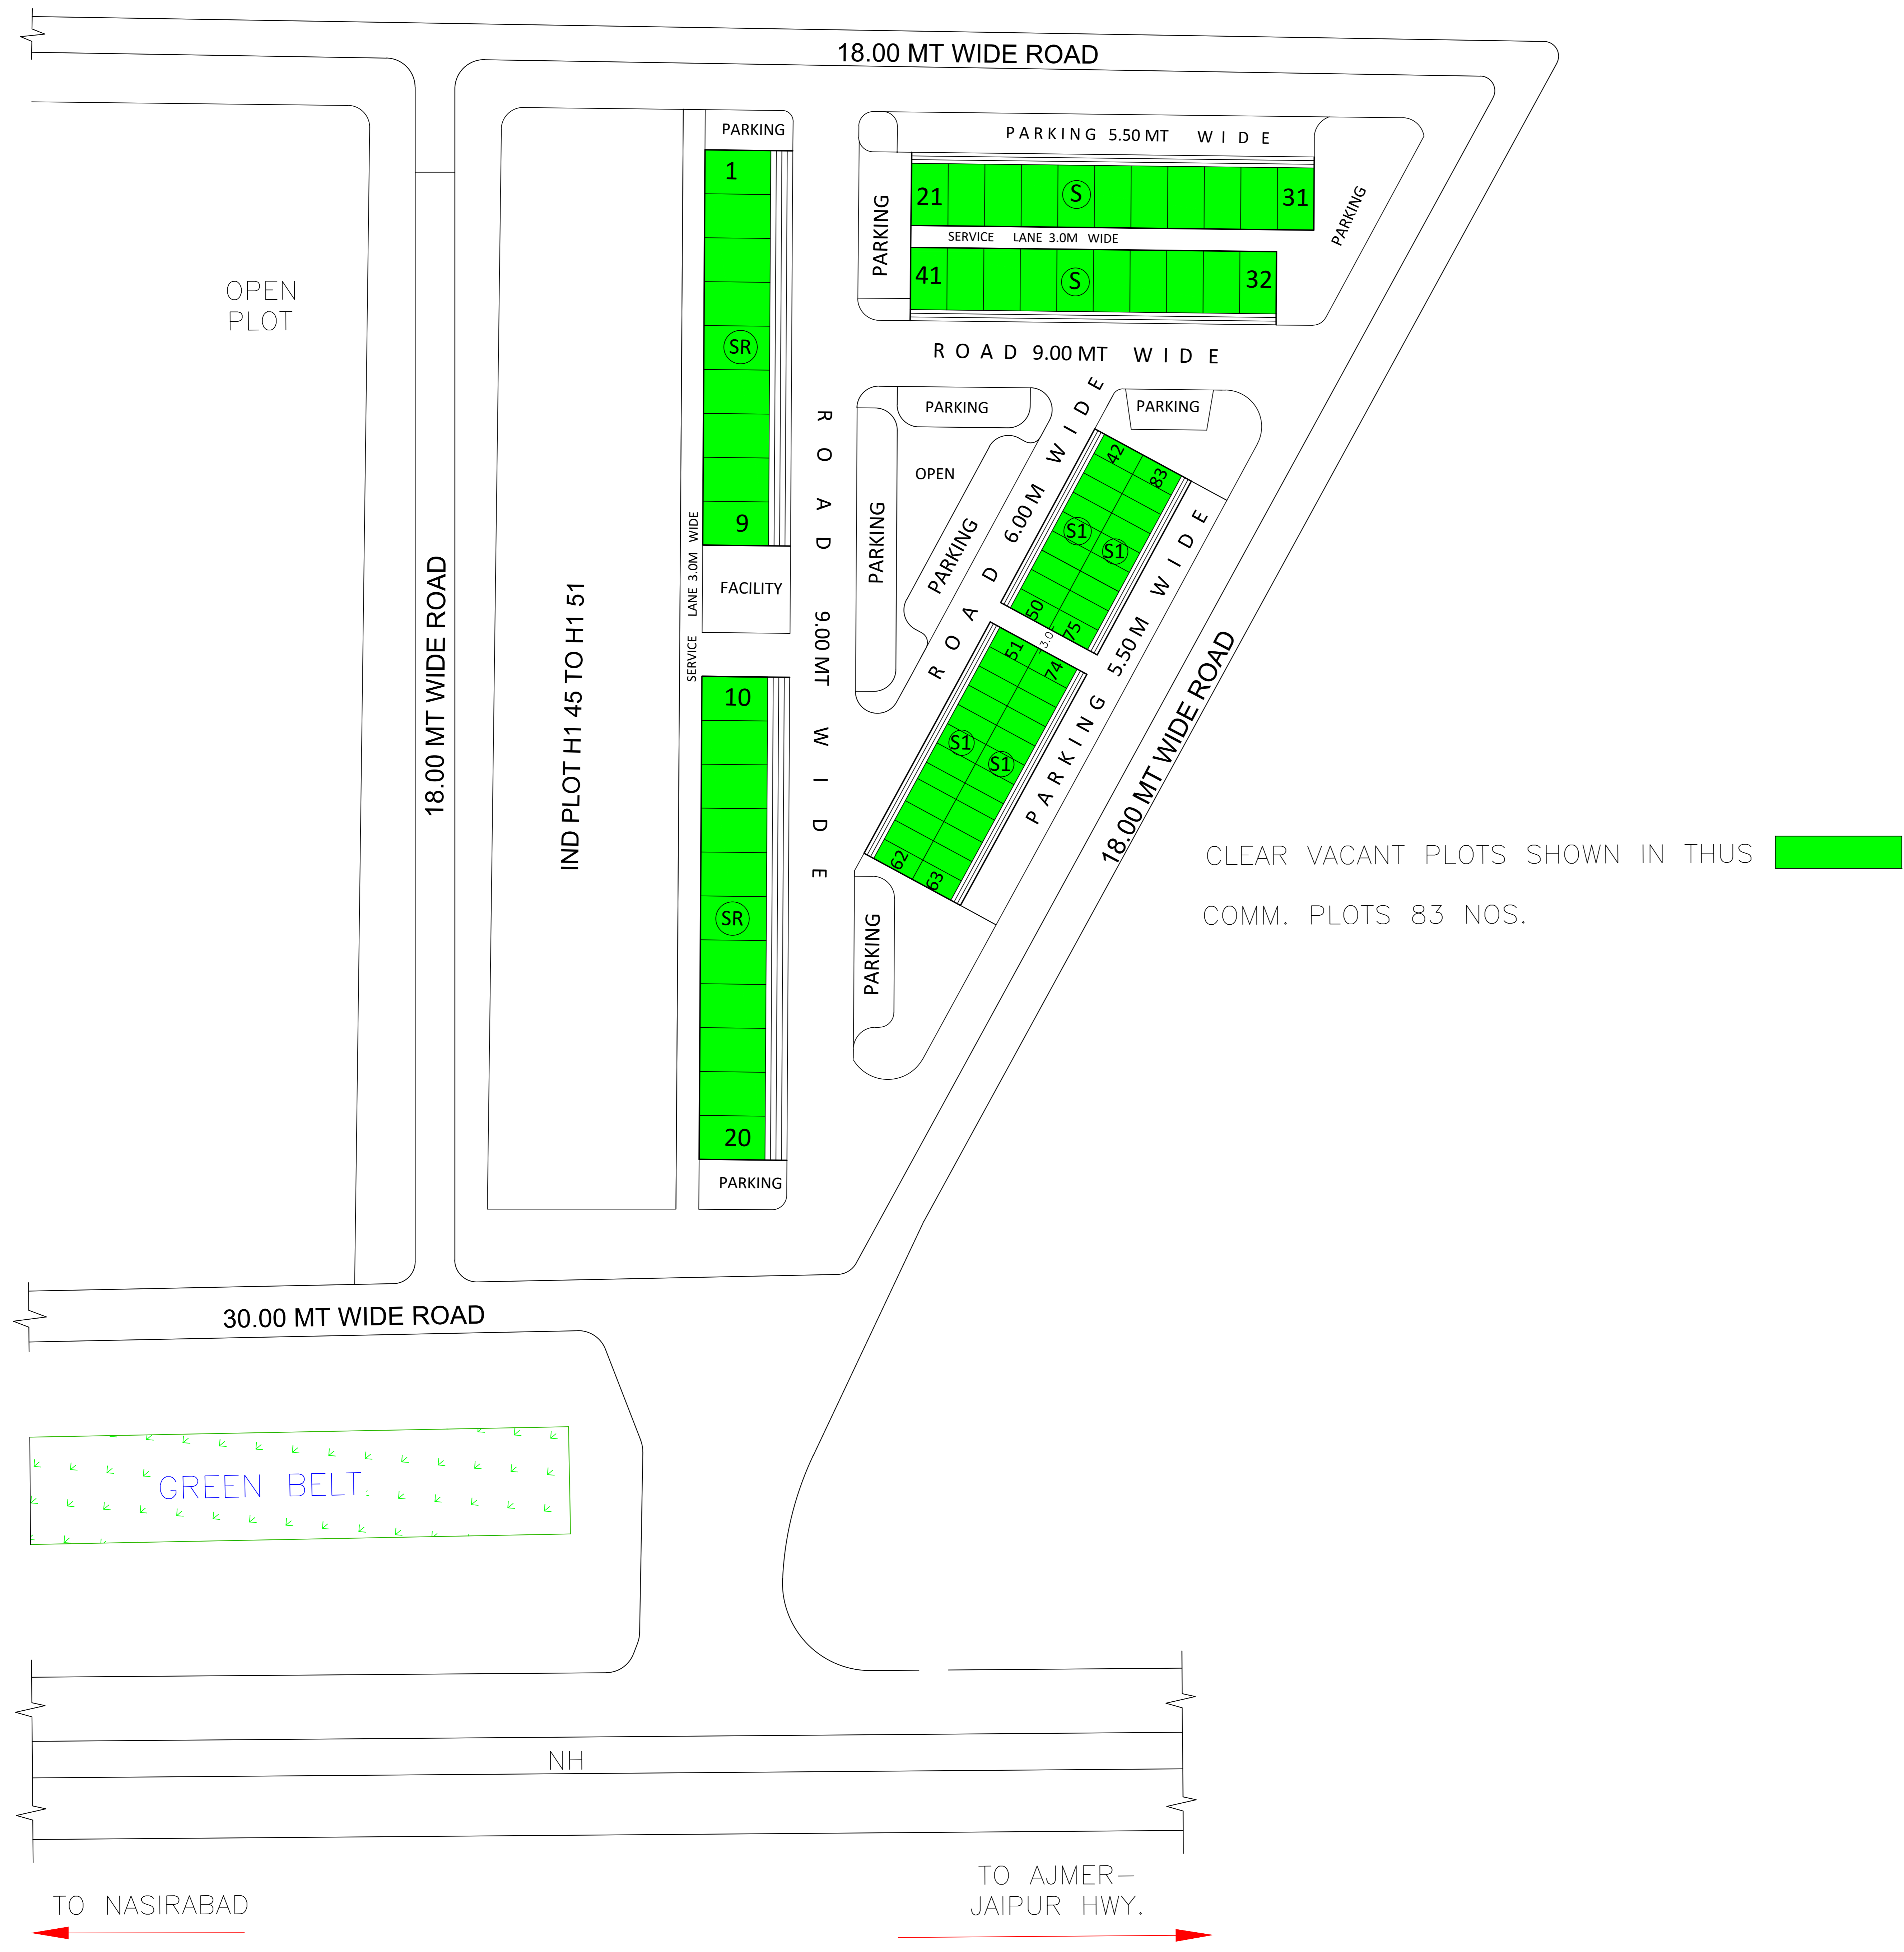 18.00 MT WIDE ROAD
PARKING
PARKING 5.50 MT WIDE
1
21
S
31
PARKING
PARKING
SERVICE LANE 3.0M WIDE
41
S
32
OPEN
PLOT
SR
ROAD 9.00 MT WIDE
PARKING
PARKING
OPEN
42
83
ROAD 6.00 M WIDE
9
S1
S1
PARKING
PARKING
SERVICE LANE 3.0M WIDE
FACILITY
ROAD 9.00 MT WIDE
50
75
3.0
51
74
PARKING 5.50 M WIDE
18.00 MT WIDE ROAD
IND PLOT H1 45 TO H1 51
10
S1
S1
18.00 MT WIDE ROAD
62
63
CLEAR VACANT PLOTS SHOWN IN THUS
COMM. PLOTS 83 NOS.
SR
PARKING
20
PARKING
30.00 MT WIDE ROAD
GREEN BELT
NH
TO NASIRABAD
TO AJMER-
JAIPUR HWY.